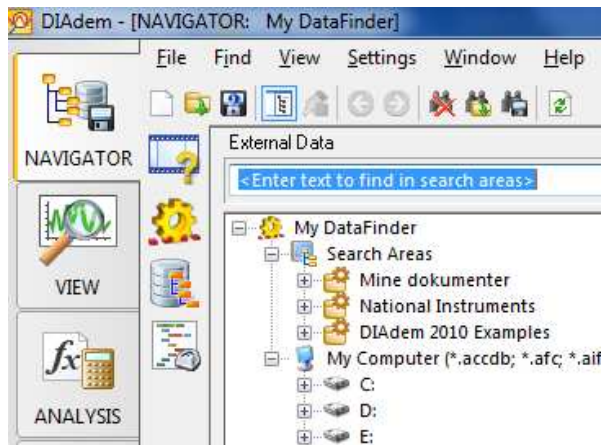 DIAdem - [NAVIGATOR: My DataFinder]
File Find View Settings Window Help
NAVIGATOR
External Data
<Enter text to find in search areas>
My DataFinder
Search Areas
Mine dokumenter
National Instruments
DIAdem 2010 Examples
My Computer (*.accdb; *.afc; *.aif
C:
D:
E:
VIEW
fx
ANALYSIS